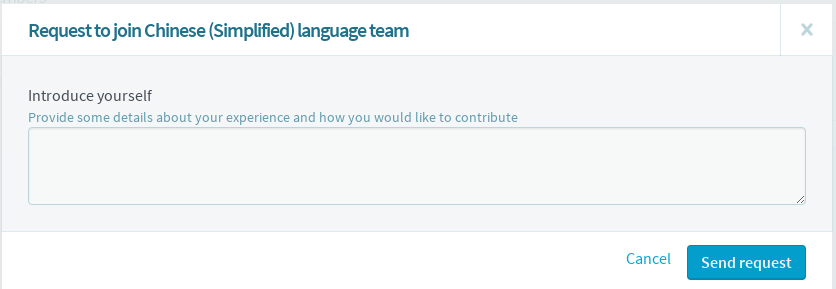 Request to join Chinese (Simplified) language team
Introduce yourself
Provide some details about your experience and how you would like to contribute
Cancel
Send request